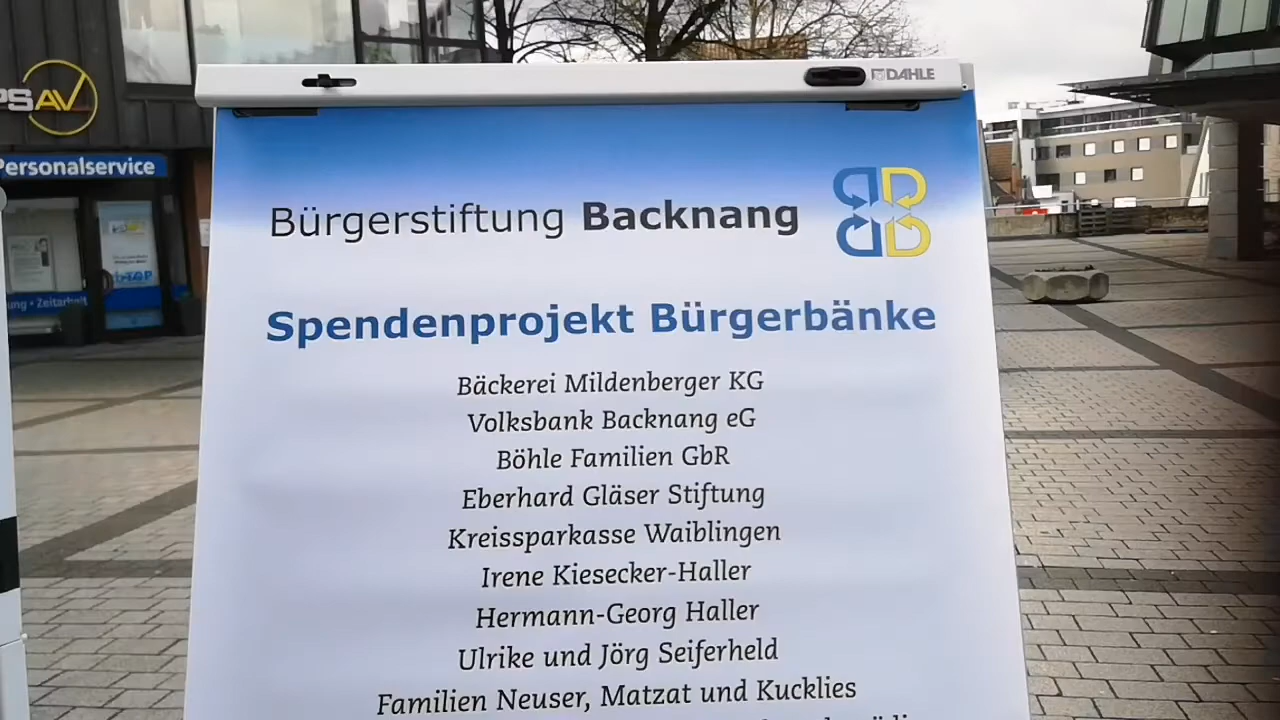 DAHLE
PSAV
Personalservice
Zeitarbeit
Bürgerstiftung Backnang
Spendenprojekt Bürgerbänke
Bäckerei Mildenberger KG
Volksbank Backnang eG
Böhle Familien GbR
Eberhard Gläser Stiftung
Kreissparkasse Waiblingen
Irene Kiesecker-Haller
Hermann-Georg Haller
Ulrike und Jörg Seiferheld
Familien Neuser, Matzat und Kucklies